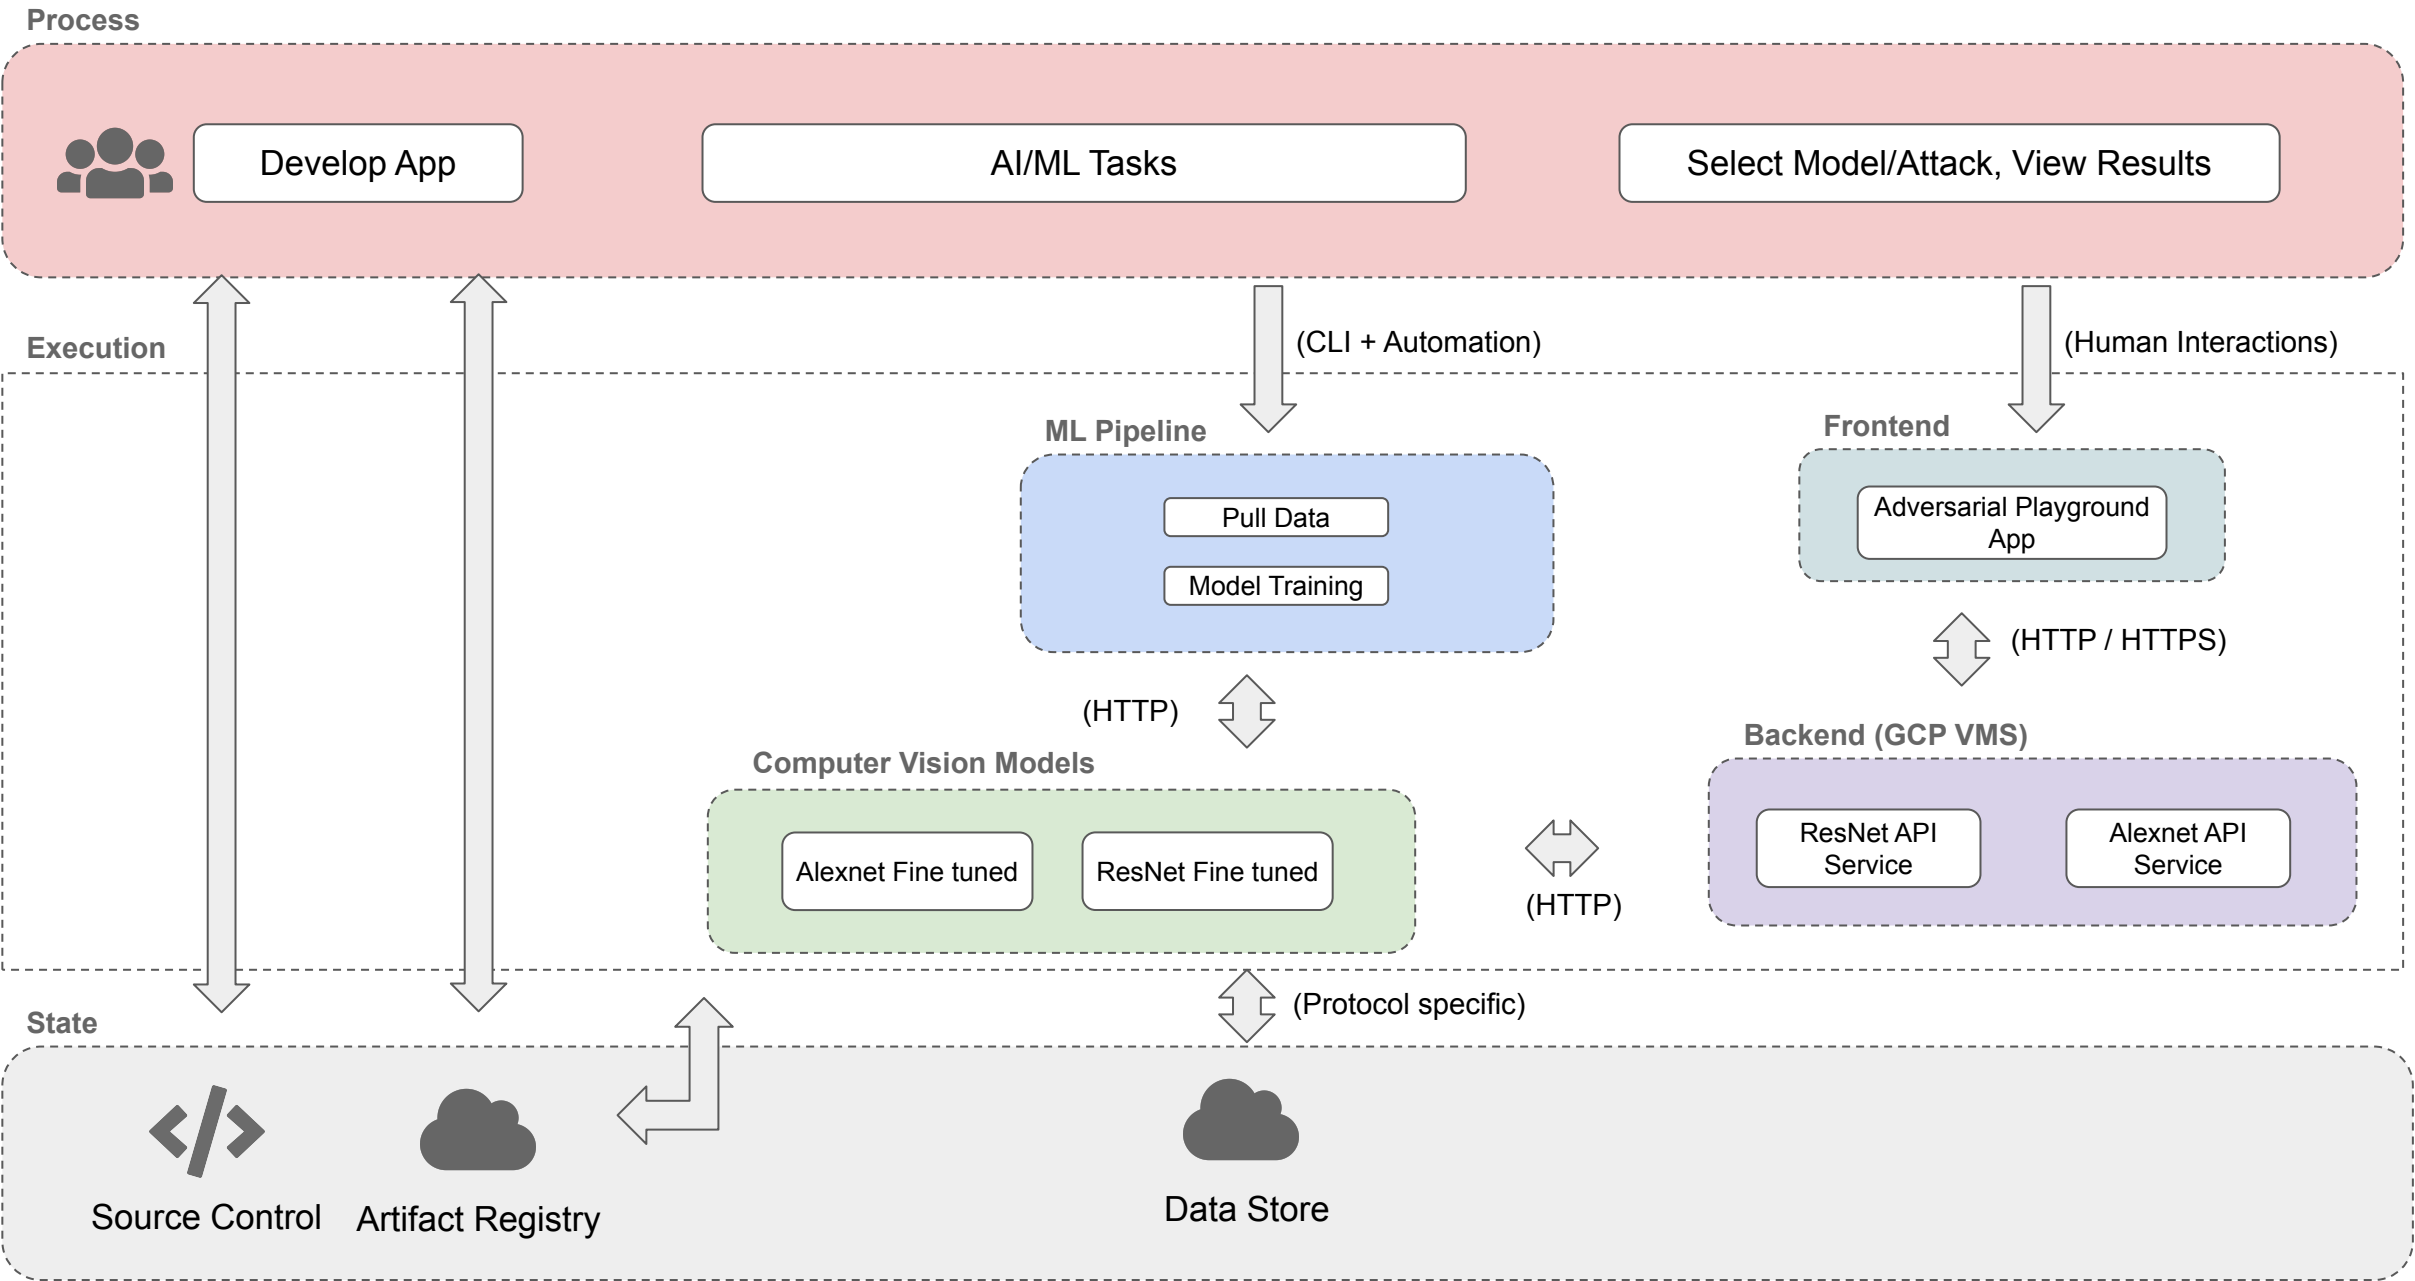 Process
Develop App
AI/ML Tasks
Select Model/Attack, View Results
Execution
(CLI + Automation)
(Human Interactions)
ML Pipeline
Pull Data
Model Training
Frontend
Adversarial Playground
App
(HTTP / HTTPS)
(HTTP)
Computer Vision Models
Alexnet Fine tuned
ResNet Fine tuned
(HTTP)
Backend (GCP VMS)
ResNet API
Service
Alexnet API
Service
(Protocol specific)
State
Source Control
Artifact Registry
Data Store